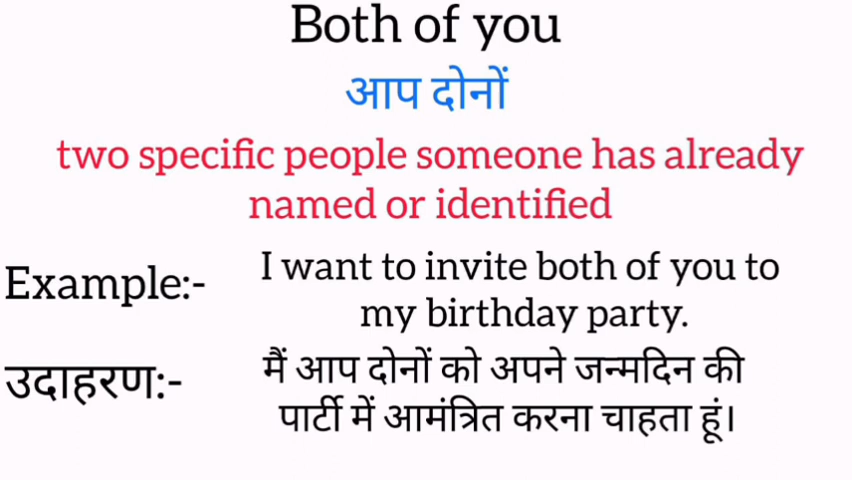 Both of you
आप दोनों
two specific people someone has already
named or identified
Example:- I want to invite both of you to
my birthday party.
उदाहरण:- मैं आप दोनों को अपने जन्मदिन की
पार्टी में आमंत्रित करना चाहता हूं।